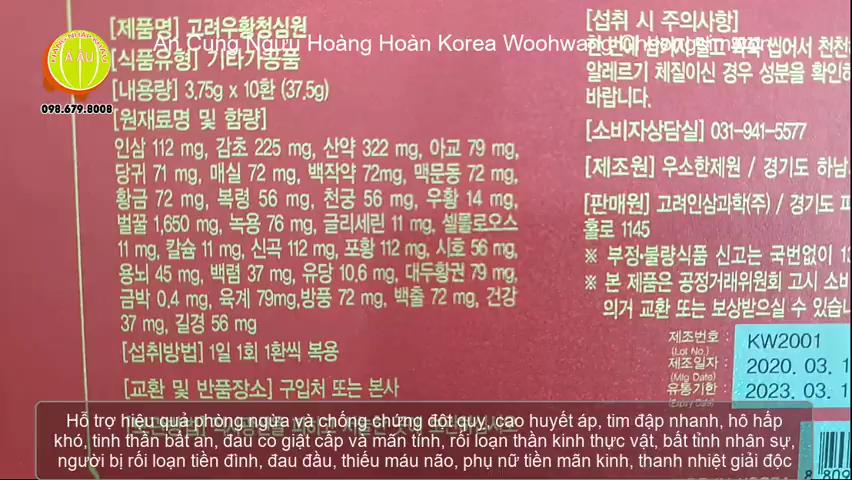 [제품명] 고려우황청심원
An Cung Ngưu Hoàng Hoàn Korea Woohwang
[식품유형] 기타가공품
HÀNG NHẬP KHẨU
Á ÂU
098.679.8008
[내용량] 3.75g x 10환 (37.5g)
[원재료명 및 함량]
인삼 112 mg, 감초 225 mg, 산약 322 mg, 아교 79 mg,
당귀 71 mg, 매실 72 mg, 백작약 72mg, 맥문동 72 mg,
황금 72 mg, 복령 56 mg, 천궁 56 mg, 우황 14 mg,
벌꿀 1,650 mg, 녹용 76 mg, 글리세린 11 mg, 셀룰로오스
11 mg, 칼슘 11 mg, 신곡 112 mg, 포황 112 mg, 시호 56 mg,
용뇌 45 mg, 백렴 37 mg, 유당 10,6 mg, 대두황권 79 mg,
금박 0,4 mg, 육계 79mg,방풍 72 mg, 백출 72 mg, 건강
37 mg, 길경 56 mg
[섭취방법] 1일 1회 1환씩 복용
[교환 및 반품장소] 구입처 또는 본사
[섭취 시 주의사항]
씹어서 천천
알레르기 체질이신 경우 성분을 확인하
바랍니다.
[소비자상담실] 031-941-5577
[제조원] 우소한제원 / 경기도 하남
[판매원] 고려인삼과학(주) / 경기도 파
홀로 1145
※ 부정·불량식품 신고는 국번없이 13
※ 본 제품은 공정거래위원회 고시 소비
의거 교환 또는 보상받으실 수 있습니
제조번호 : KW2001
(Lot No.)
제조일자 : 2020. 03. 1
(Mfg Date)
유통기한 : 2023. 03. 1
(Expiry Date)
Hỗ trợ hiệu quả phòng ngừa và chống chứng đột quỵ, cao huyết áp, tim đập nhanh, hô hấp
khó, tinh thần bất an, đau co giật cấp và mãn tính, rối loạn thần kinh thực vật, bất tỉnh nhân sự,
người bị rối loạn tiền đình, đau đầu, thiếu máu não, phụ nữ tiền mãn kinh, thanh nhiệt giải độc
8 809